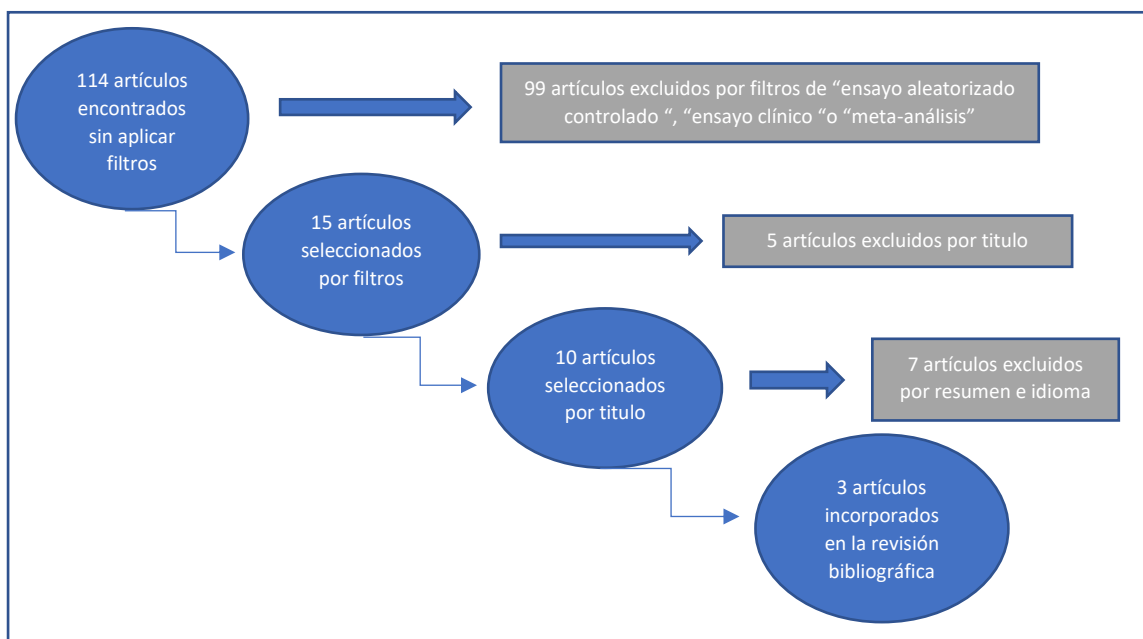 114 artículos
encontrados
sin aplicar
filtros
99 artículos excluidos por filtros de “ensayo aleatorizado
controlado “, “ensayo clínico “o “meta-análisis”
15 artículos
seleccionados
por filtros
5 artículos excluidos por titulo
10 artículos
seleccionados
por titulo
7 artículos excluidos
por resumen e idioma
3 artículos
incorporados
en la revisión
bibliográfica